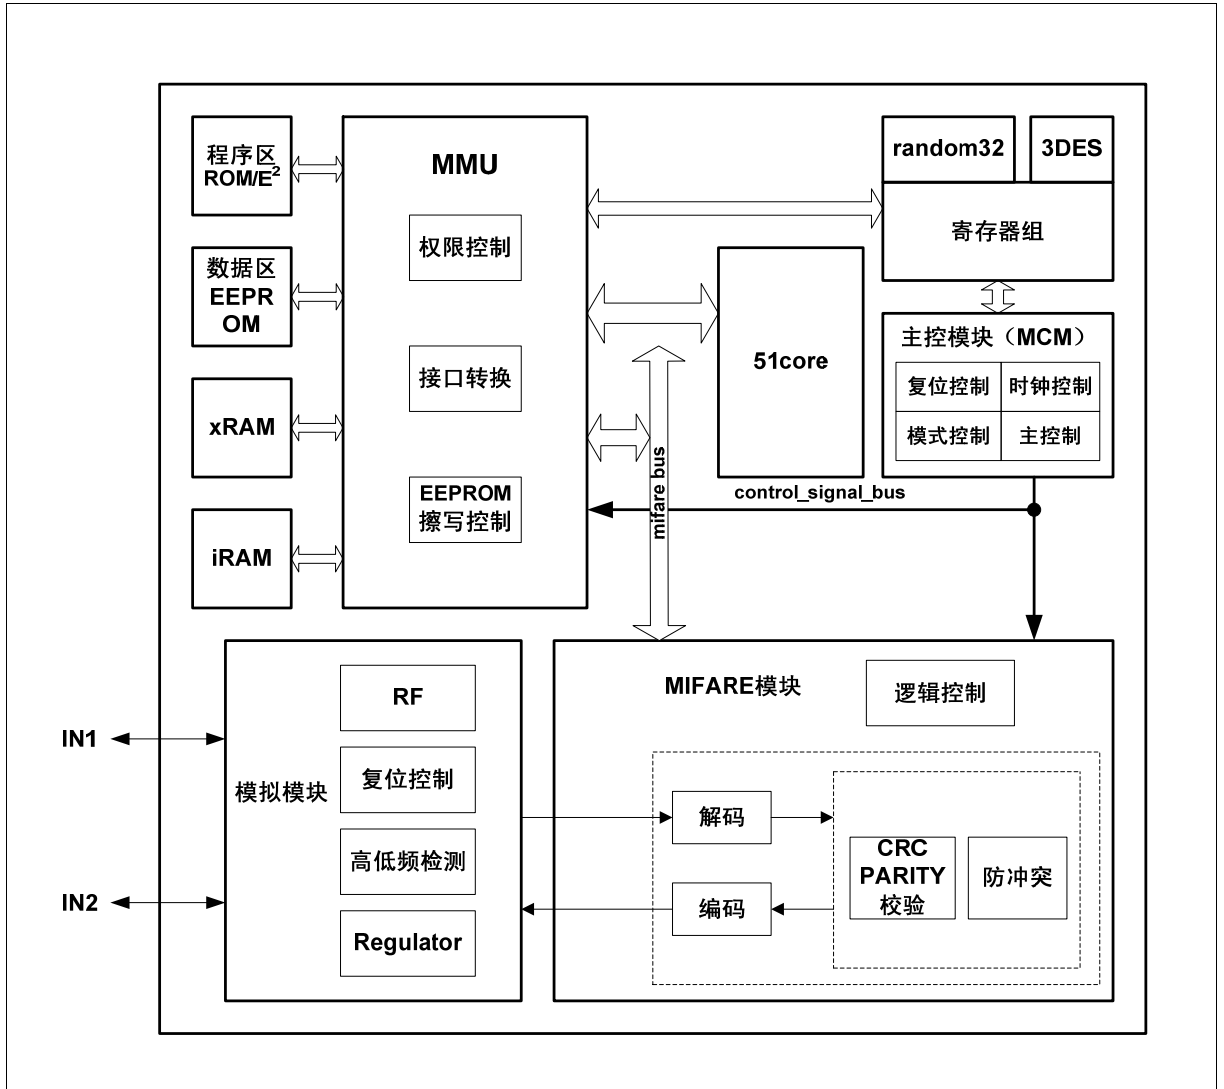 程序区
ROM/E²
数据区
EEPR
OM
xRAM
iRAM
MMU
权限控制
接口转换
EEPROM
擦写控制
random32
3DES
寄存器组
51core
主控模块（MCM）
复位控制
时钟控制
模式控制
主控制
control_signal_bus
mifare bus
IN1
IN2
模拟模块
RF
复位控制
高低频检测
Regulator
MIFARE模块
逻辑控制
解码
编码
CRC
PARITY
校验
防冲突